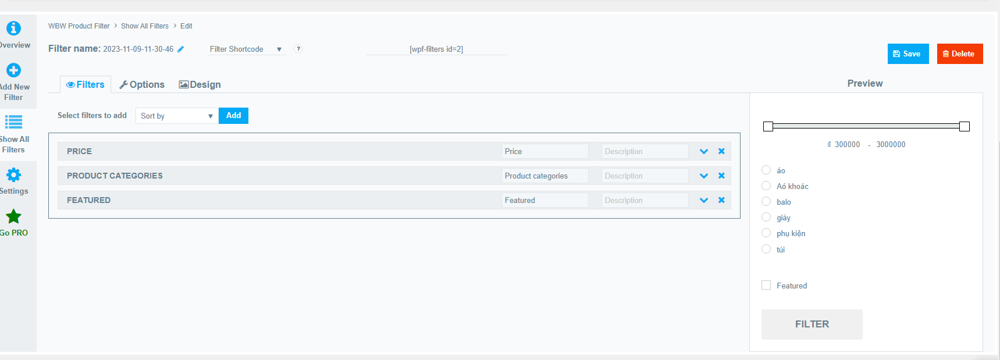 WBW Product Filter › Show All Filters › Edit
Filter name: 2023-11-09-11-30-46
Filter Shortcode ▼
?
[wpf-filters id=2]
Save
Delete
Overview
Add New
Filter
Show All
Filters
Settings
Go PRO
Filters
Options
Design
Preview
Select filters to add
Sort by ▼
Add
PRICE
Price
Description
PRODUCT CATEGORIES
Product categories
Description
FEATURED
Featured
Description
₫ 300000 - 3000000
áo
Aó khoác
balo
giày
phụ kiện
túi
Featured
FILTER